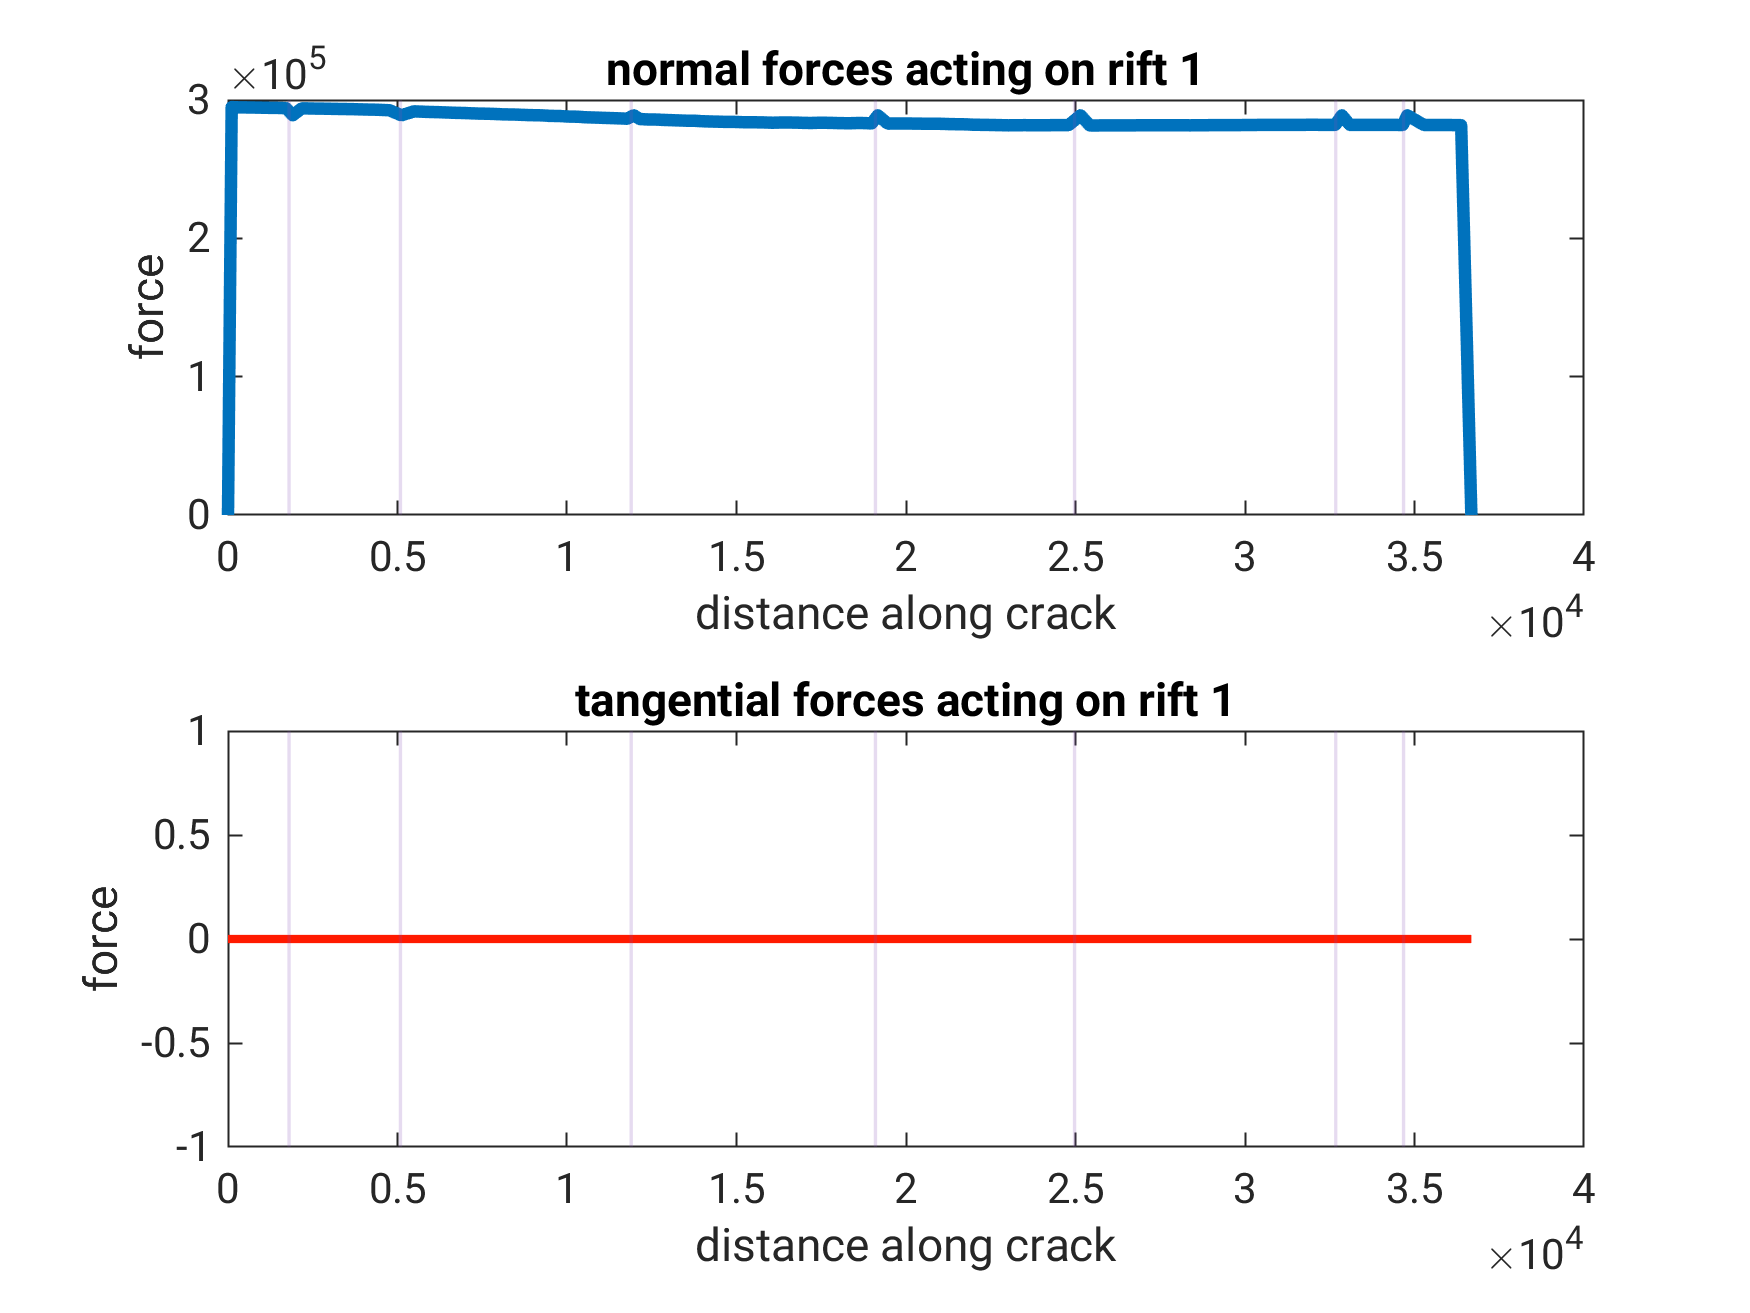 ×10^5
normal forces acting on rift 1
3
2
1
0
force
0 0.5 1 1.5 2 2.5 3 3.5 4
distance along crack
×10^4
tangential forces acting on rift 1
1
0.5
0
-0.5
-1
force
0 0.5 1 1.5 2 2.5 3 3.5 4
distance along crack
×10^4